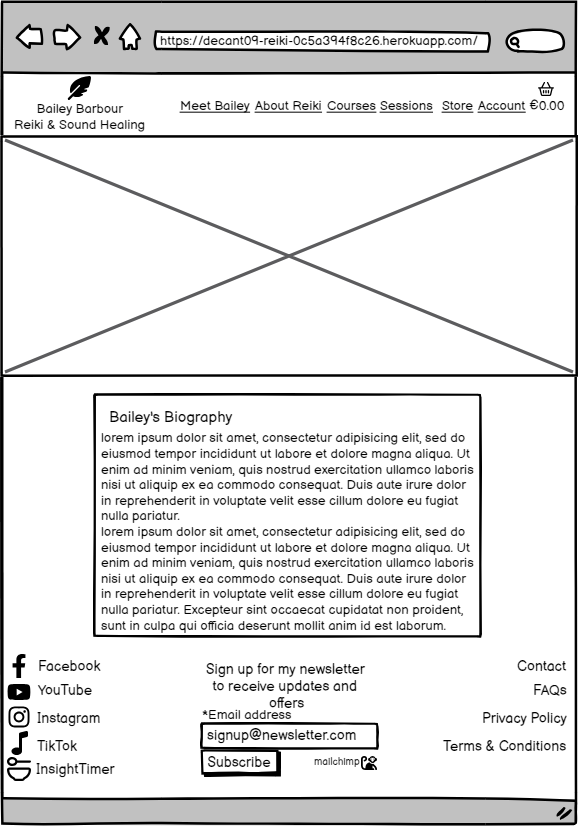 https://decant09-reiki-0c5a394f8c26.herokuapp.com/
Bailey Barbour
Reiki & Sound Healing
Meet Bailey About Reiki Courses Sessions Store Account €0.00
Bailey's Biography
lorem ipsum dolor sit amet, consectetur adipisicing elit, sed do
eiusmod tempor incididunt ut labore et dolore magna aliqua. Ut
enim ad minim veniam, quis nostrud exercitation ullamco laboris
nisi ut aliquip ex ea commodo consequat. Duis aute irure dolor
in reprehenderit in voluptate velit esse cillum dolore eu fugiat
nulla pariatur.
lorem ipsum dolor sit amet, consectetur adipisicing elit, sed do
eiusmod tempor incididunt ut labore et dolore magna aliqua. Ut
enim ad minim veniam, quis nostrud exercitation ullamco laboris
nisi ut aliquip ex ea commodo consequat. Duis aute irure dolor
in reprehenderit in voluptate velit esse cillum dolore eu fugiat
nulla pariatur. Excepteur sint occaecat cupidatat non proident,
sunt in culpa qui officia deserunt mollit anim id est laborum.
Facebook
YouTube
Instagram
TikTok
InsightTimer
Sign up for my newsletter
to receive updates and
offers
*Email address
signup@newsletter.com
Subscribe
mailchimp
Contact
FAQs
Privacy Policy
Terms & Conditions